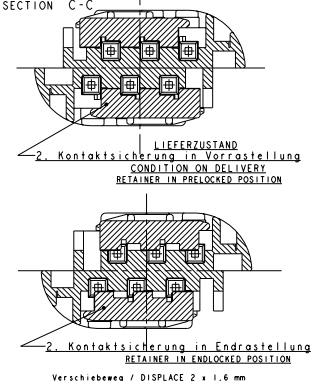 SECTION C-C
LIEFERZUSTAND
2. Kontaktsicherung in Vorrastellung
CONDITION ON DELIVERY
RETAINER IN PRELOCKED POSITION
2. Kontaktsicherung in Endrastellung
RETAINER IN ENDLOCKED POSITION
Verschiebeweg / DISPLACE 2 x 1,6 mm